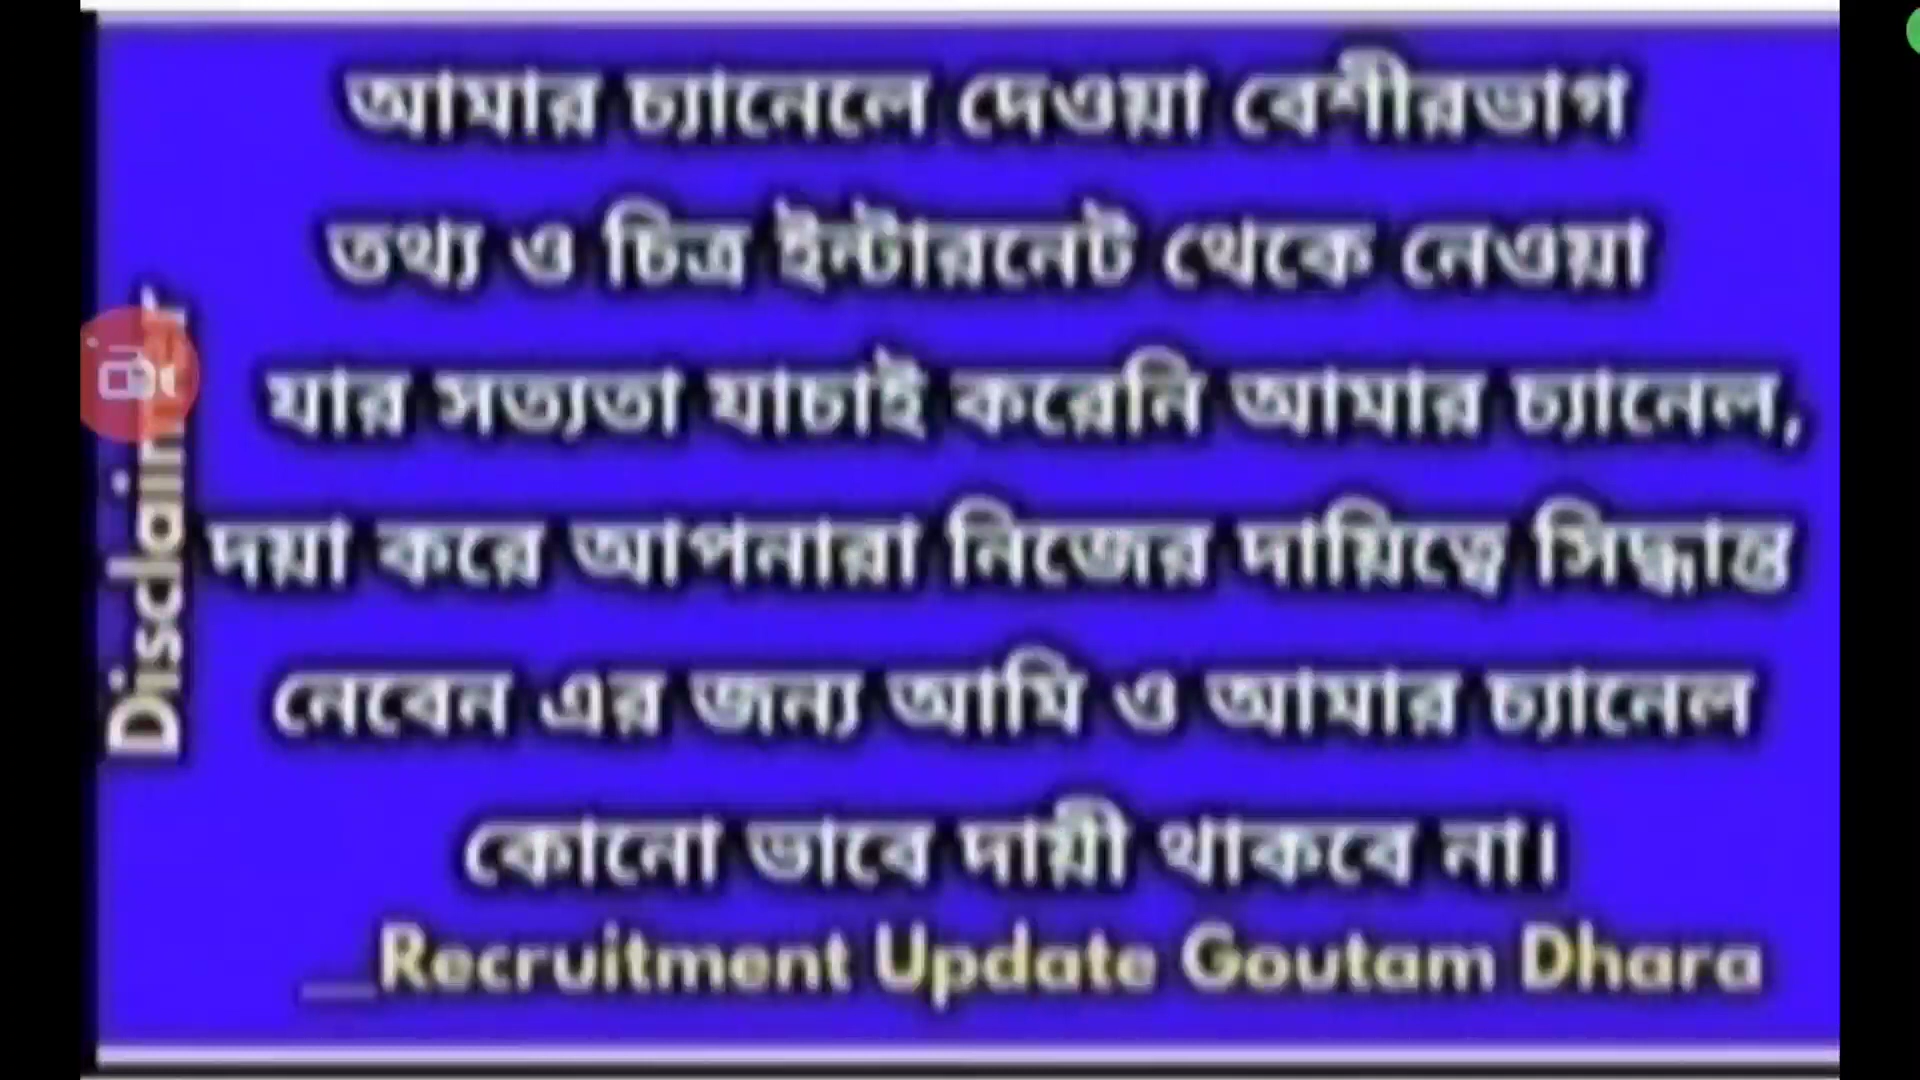 আমার চ্যানেলে দেওয়া বেশীরভাগ
তথ্য ও চিত্র ইন্টারনেট থেকে নেওয়া
যার সত্যতা যাচাই করেনি আমার চ্যানেল,
দয়া করে আপনারা নিজের দায়িত্বে সিদ্ধান্ত
নেবেন এর জন্য আমি ও আমার চ্যানেল
কোনো ভাবে দায়ী থাকবে না।
__Recruitment Update Goutam Dhara
Disclaimer